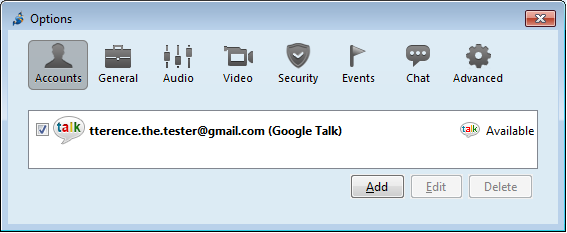 Options
Accounts General Audio Video Security Events Chat Advanced
talk tterence.the.tester@gmail.com (Google Talk) talk Available
Add Edit Delete